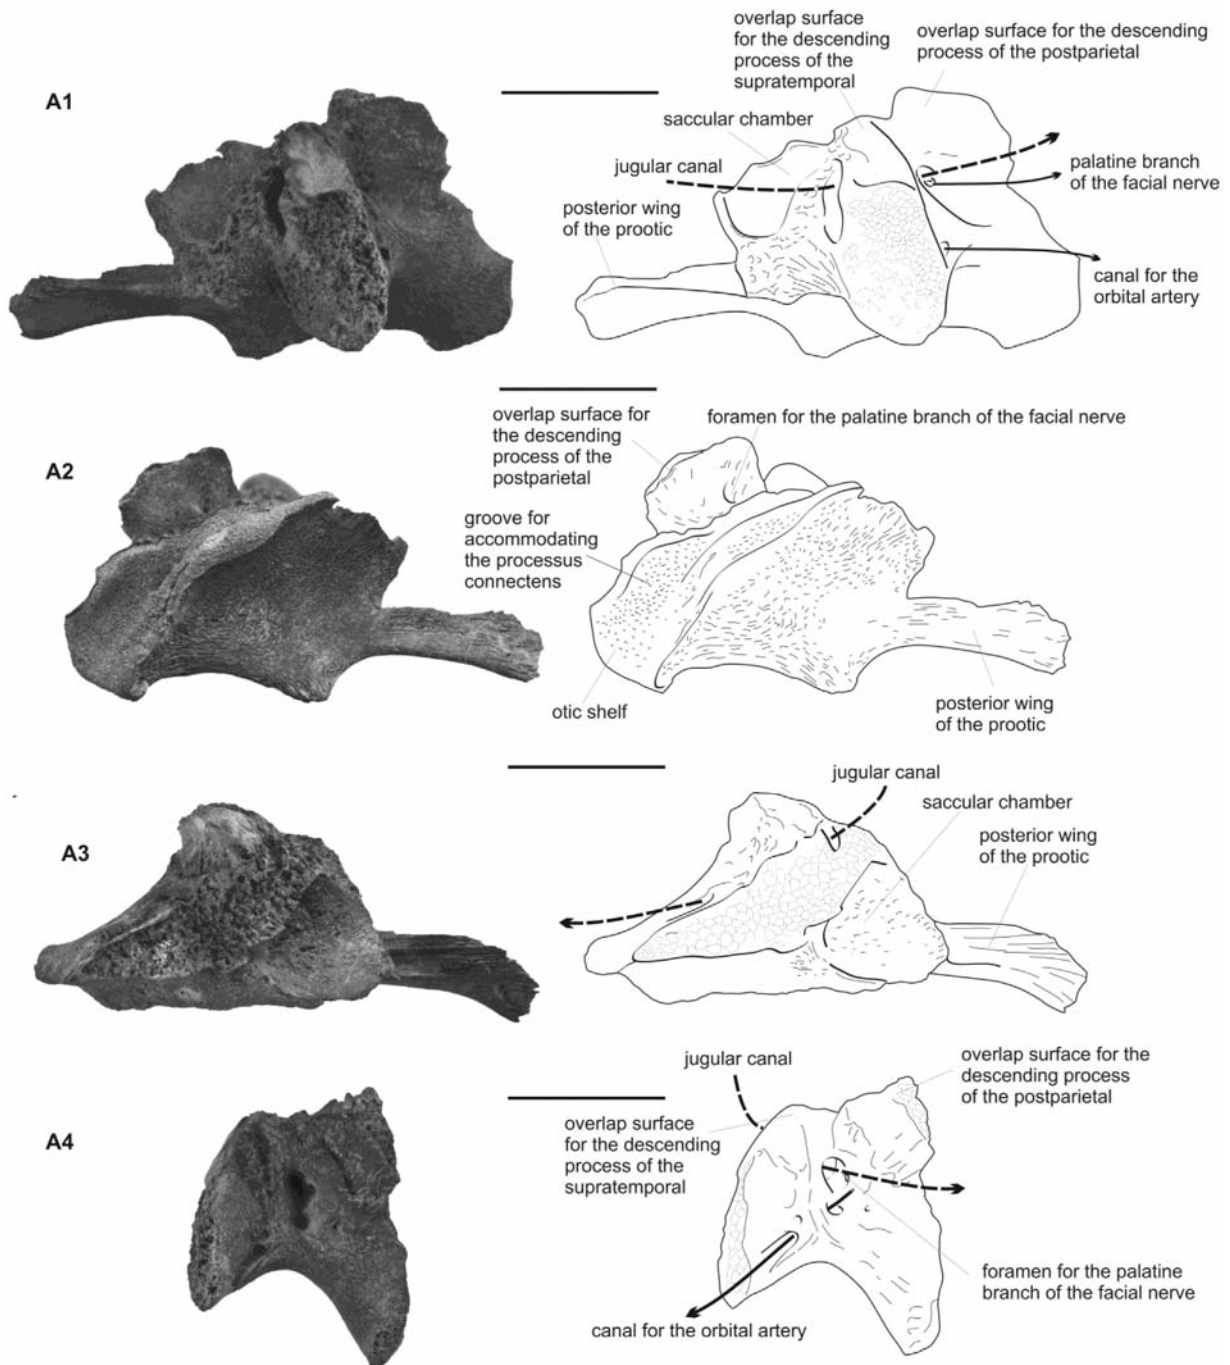 A1
overlap surface
for the descending
process of the
supratemporal
overlap surface for the descending
process of the postparietal
saccular chamber
jugular canal
posterior wing
of the prootic
palatine branch
of the facial nerve
canal for the
orbital artery
A2
overlap surface for
the descending
process of the
postparietal
foramen for the palatine branch of the facial nerve
groove for
accommodating
the processus
connectens
otic shelf
posterior wing
of the prootic
A3
jugular canal
saccular chamber
posterior wing
of the prootic
A4
jugular canal
overlap surface
for the descending
process of the
supratemporal
overlap surface for the
descending process
of the postparietal
foramen for the palatine
branch of the facial nerve
canal for the orbital artery